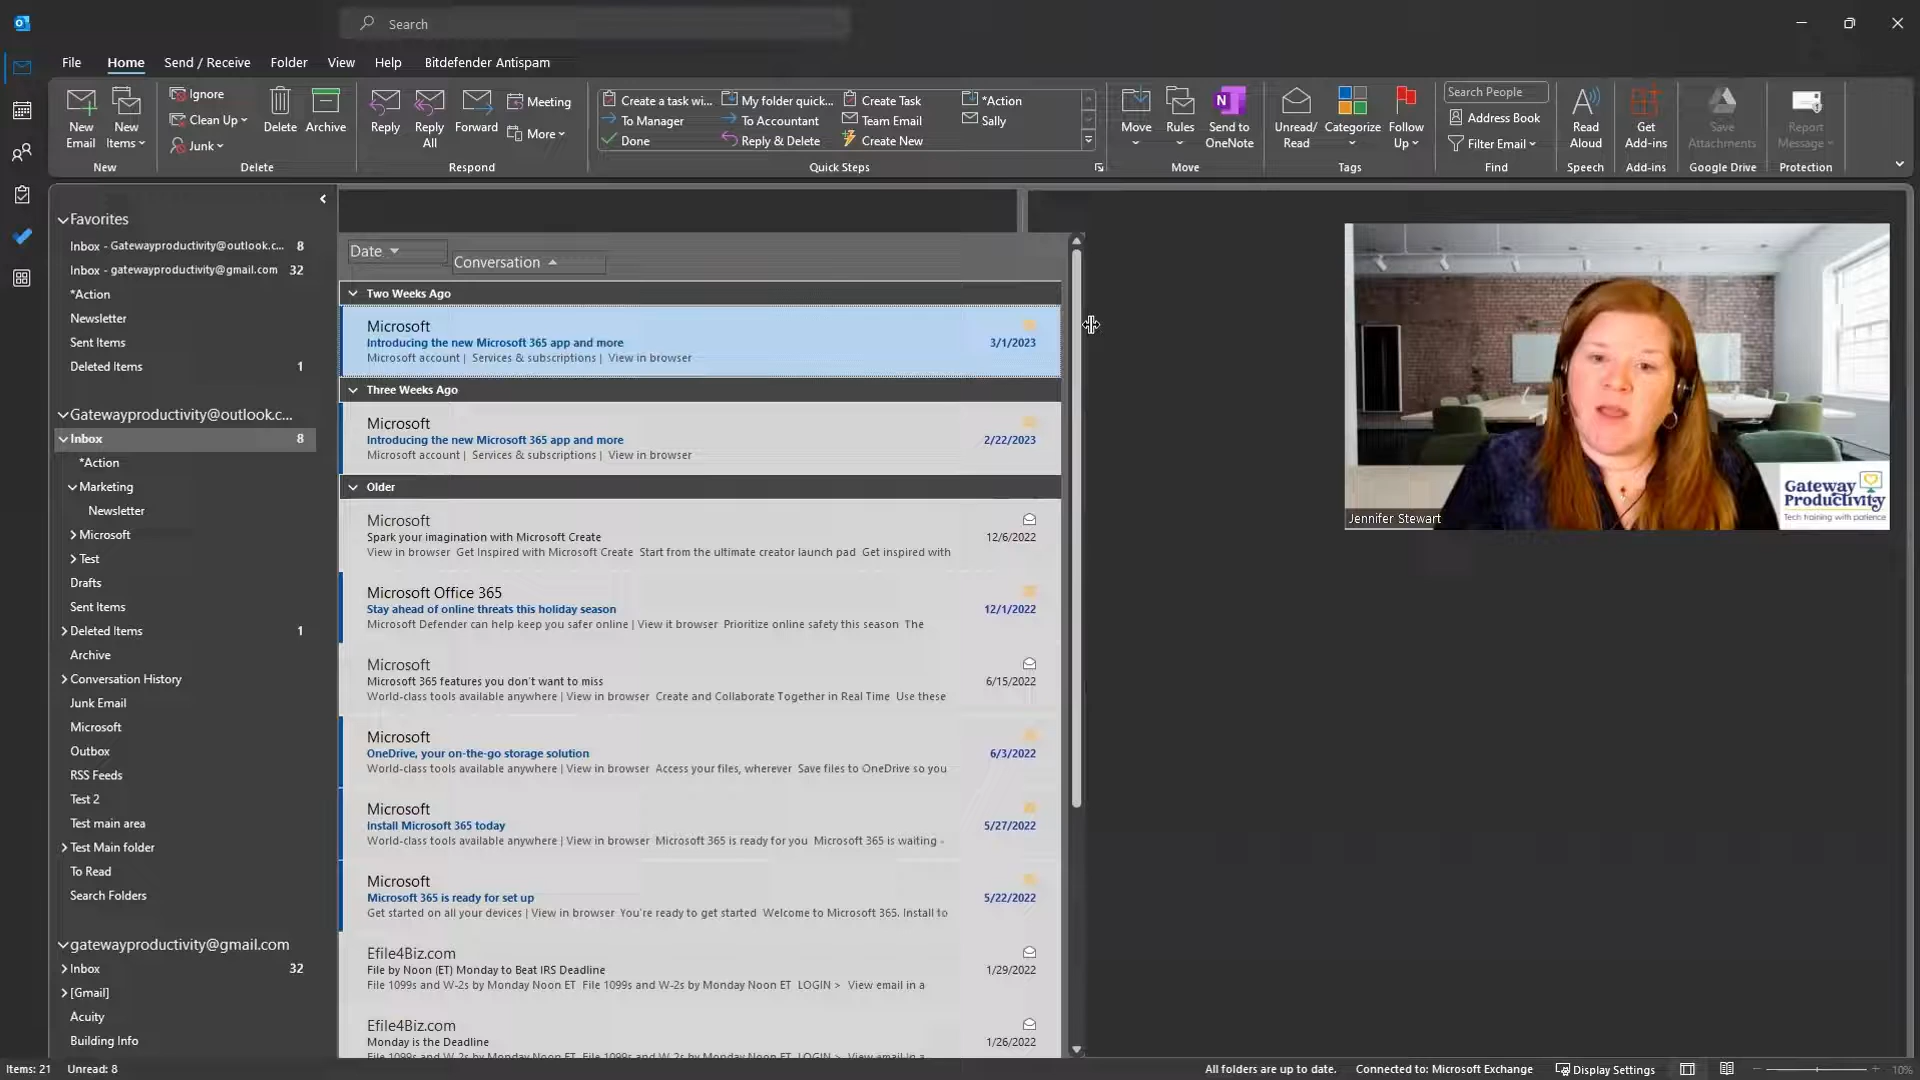 Search
File Home Send / Receive Folder View Help Bitdefender Antispam
New Email
New Items
New
Ignore
Clean Up
Junk
Delete
Archive
Delete
Reply
Reply All
Forward
Meeting
More
Respond
Create a task wi... My folder quick... Create Task *Action
To Manager To Accountant Team Email Sally
Done Reply & Delete Create New
Quick Steps
Move
Rules
Send to OneNote
Move
Unread/ Read
Categorize
Follow Up
Tags
Search People
Address Book
Filter Email
Find
Read Aloud
Speech
Get Add-ins
Add-ins
Save Attachments
Google Drive
Report Message
Protection
Favorites
Inbox - Gatewayproductivity@outlook.c... 8
Inbox - gatewayproductivity@gmail.com 32
*Action
Newsletter
Sent Items
Deleted Items 1
Gatewayproductivity@outlook.c...
Inbox 8
*Action
Marketing
Newsletter
Microsoft
Test
Drafts
Sent Items
Deleted Items 1
Archive
Conversation History
Junk Email
Microsoft
Outbox
RSS Feeds
Test 2
Test main area
Test Main folder
To Read
Search Folders
gatewayproductivity@gmail.com
Inbox 32
[Gmail]
Acuity
Building Info
Date
Conversation
Two Weeks Ago
Microsoft
Introducing the new Microsoft 365 app and more 3/1/2023
Microsoft account | Services & subscriptions | View in browser
Three Weeks Ago
Microsoft
Introducing the new Microsoft 365 app and more 2/22/2023
Microsoft account | Services & subscriptions | View in browser
Older
Microsoft
Spark your imagination with Microsoft Create 12/6/2022
View in browser Get Inspired with Microsoft Create Start from the ultimate creator launch pad Get inspired with
Microsoft Office 365
Stay ahead of online threats this holiday season 12/1/2022
Microsoft Defender can help keep you safer online | View it browser Prioritize online safety this season The
Microsoft
Microsoft 365 features you don't want to miss 6/15/2022
World-class tools available anywhere | View in browser Create and Collaborate Together in Real Time Use these
Microsoft
OneDrive, your on-the-go storage solution 6/3/2022
World-class tools available anywhere | View in browser Access your files, wherever Save files to OneDrive so you
Microsoft
Install Microsoft 365 today 5/27/2022
World-class tools available anywhere | View in browser Microsoft 365 is ready for you Microsoft 365 is waiting -
Microsoft
Microsoft 365 is ready for set up 5/22/2022
Get started on all your devices | View in browser You're ready to get started Welcome to Microsoft 365. Install to
Efile4Biz.com
File by Noon (ET) Monday to Beat IRS Deadline 1/29/2022
File 1099s and W-2s by Monday Noon ET File 1099s and W-2s by Monday Noon ET LOGIN > View email in a
Efile4Biz.com
Monday is the Deadline 1/26/2022
File 1099s and W-2s by Monday Noon ET File 1099s and W-2s by Monday Noon ET LOGIN > View email in a
Jennifer Stewart
Gateway
Productivity
Tech training with patience
Items: 21 Unread: 8 All folders are up to date. Connected to: Microsoft Exchange Display Settings 10%